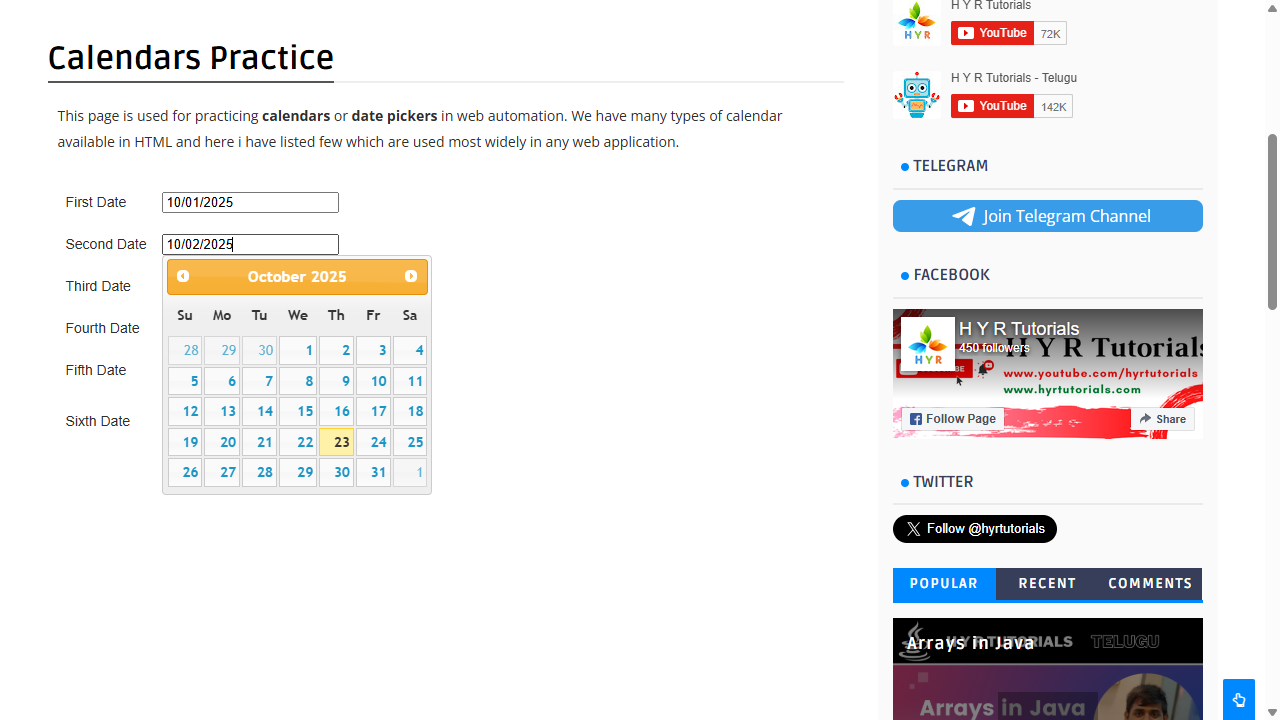 Calendars Practice
This page is used for practicing calendars or date pickers in web automation. We have many types of calendar
available in HTML and here i have listed few which are used most widely in any web application.
First Date
10/01/2025
Second Date
10/02/2025
Third Date
Fourth Date
Fifth Date
Sixth Date
October 2025
Su Mo Tu We Th Fr Sa
28 29 30 1 2 3 4
5 6 7 8 9 10 11
12 13 14 15 16 17 18
19 20 21 22 23 24 25
26 27 28 29 30 31 1
H Y R Tutorials
HYR
YouTube 72K
H Y R Tutorials - Telugu
YouTube 142K
TELEGRAM
Join Telegram Channel
FACEBOOK
H Y R Tutorials
450 followers
HYR
H Y R Tutorials
www.youtube.com/hyrtutorials
www.hyrtutorials.com
Follow Page
Share
TWITTER
Follow @hyrtutorials
POPULAR RECENT COMMENTS
H Y R TUTORIALS TELUGU
Arrays in Java
Arrays in Java